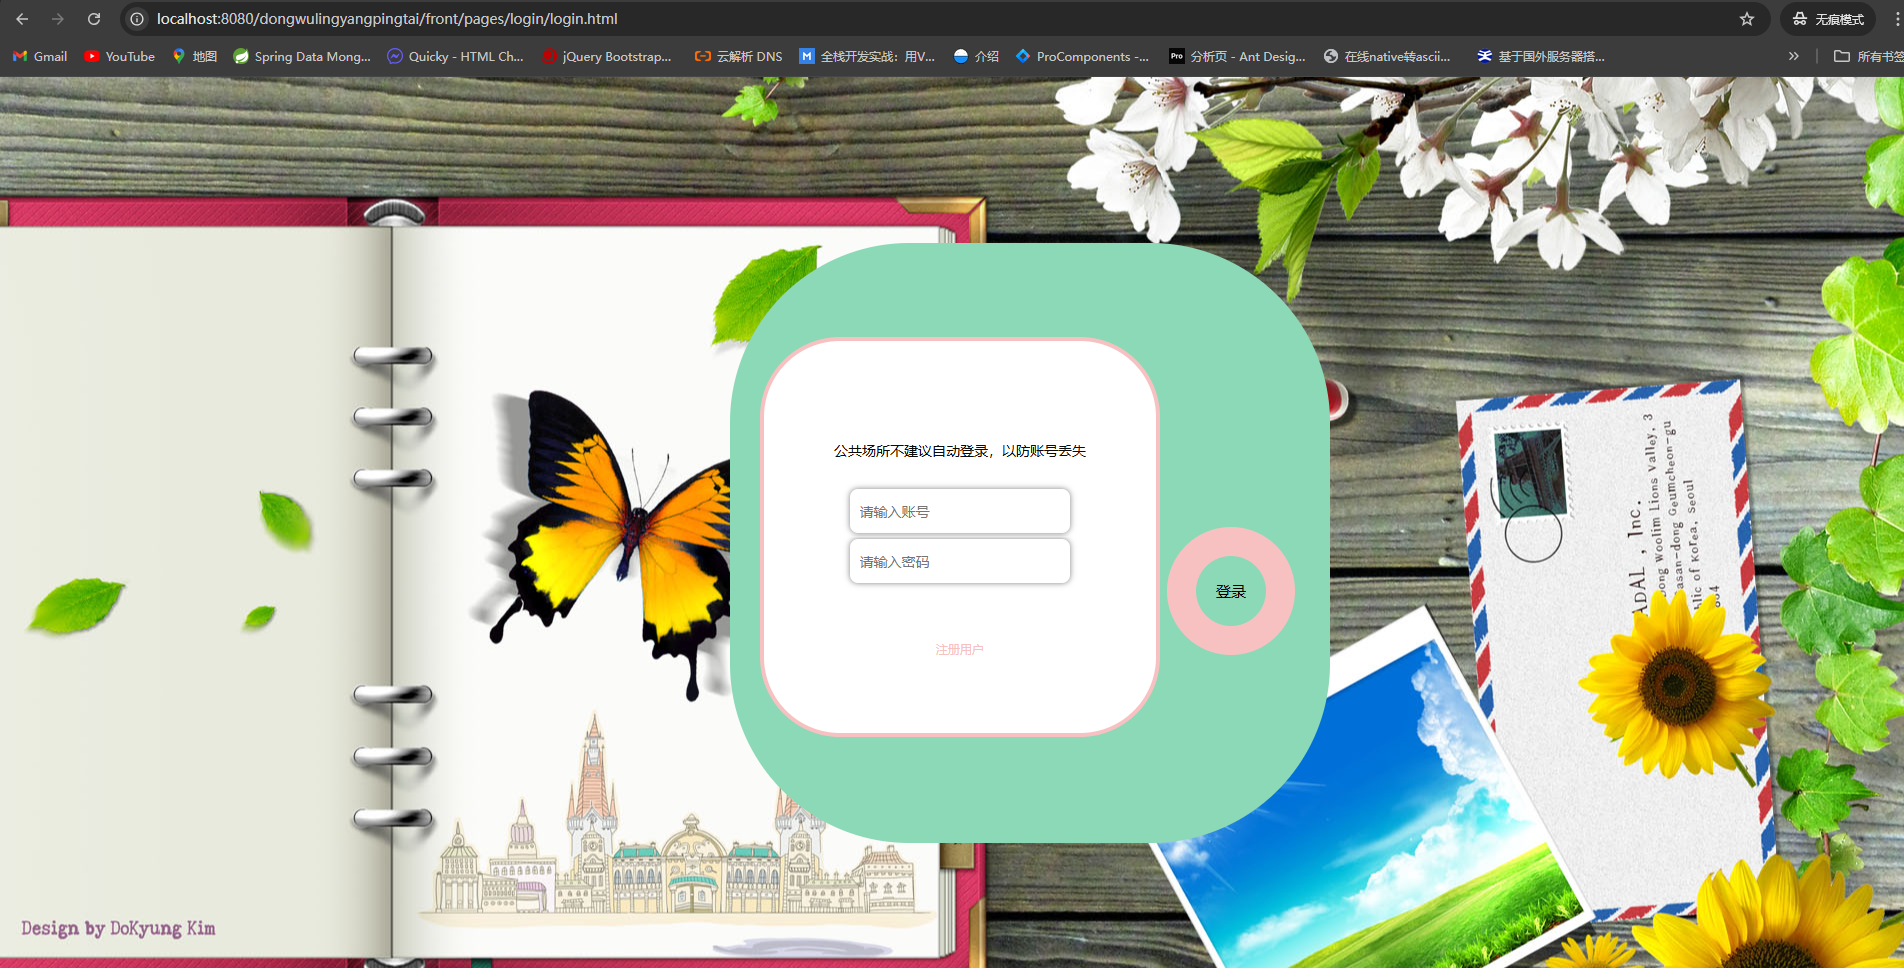 localhost:8080/dongwulingyangpingtai/front/pages/login/login.html
无痕模式
Gmail
YouTube
地图
Spring Data Mong...
Quicky - HTML Ch...
jQuery Bootstrap...
云解析 DNS
全栈开发实战：用V...
介绍
ProComponents -...
Pro
分析页 - Ant Desig...
在线native转ascii...
基于国外服务器搭...
所有书签
公共场所不建议自动登录，以防账号丢失
请输入账号
请输入密码
登录
注册用户
Woolim Lions Valley, 3
asan-dong Geumcheon-gu
lic of Korea, Seoul
Inc.
Design by DoKyung Kim